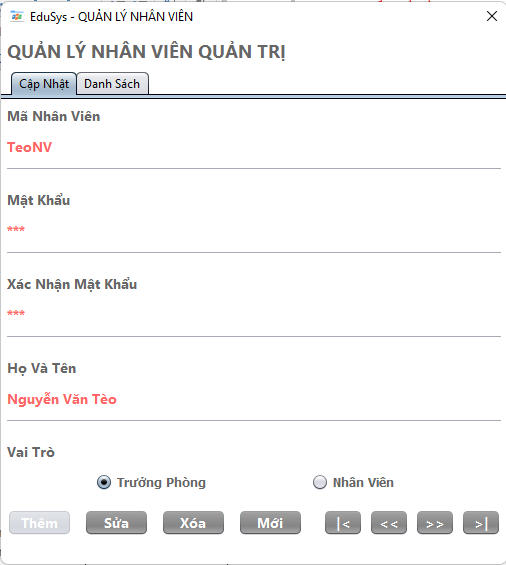 EduSys - QUẢN LÝ NHÂN VIÊN
QUẢN LÝ NHÂN VIÊN QUẢN TRỊ
Cập Nhật Danh Sách
Mã Nhân Viên
TeoNV
Mật Khẩu
***
Xác Nhận Mật Khẩu
***
Họ Và Tên
Nguyễn Văn Tèo
Vai Trò
Trưởng Phòng Nhân Viên
Thêm Sửa Xóa Mới |< << >> >|